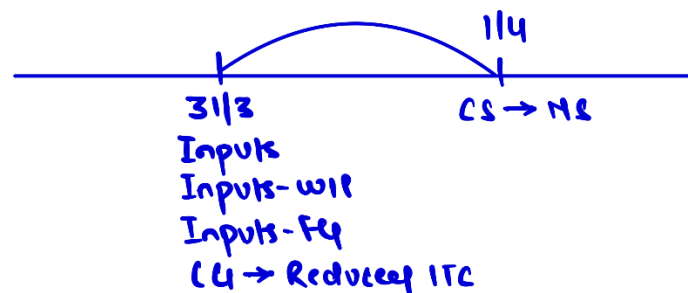 1/4
31/3
CS → NS
Inputs
Inputs-WIP
Inputs-FG
CG → Reduced ITC